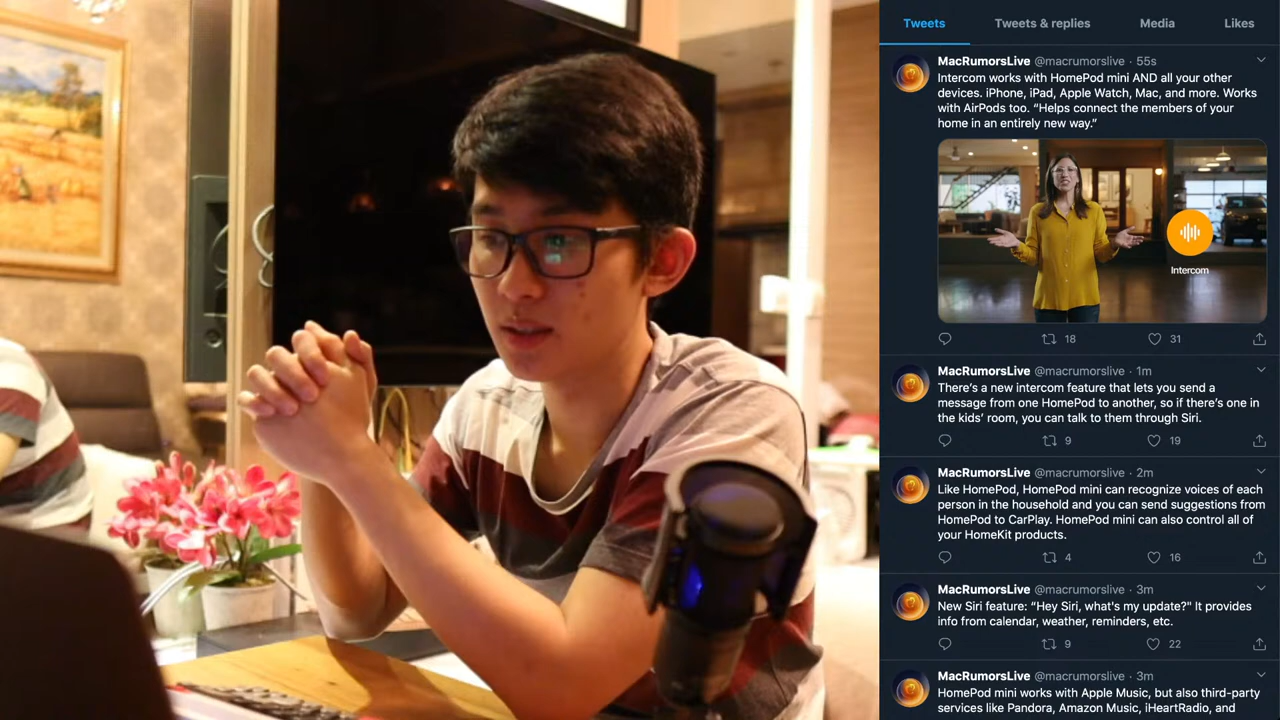 Tweets Tweets & replies Media Likes
MacRumorsLive @macrumorslive · 55s
Intercom works with HomePod mini AND all your other
devices. iPhone, iPad, Apple Watch, Mac, and more. Works
with AirPods too. “Helps connect the members of your
home in an entirely new way.”
Intercom
18 31
MacRumorsLive @macrumorslive · 1m
There’s a new intercom feature that lets you send a
message from one HomePod to another, so if there’s one in
the kids’ room, you can talk to them through Siri.
9 19
MacRumorsLive @macrumorslive · 2m
Like HomePod, HomePod mini can recognize voices of each
person in the household and you can send suggestions from
HomePod to CarPlay. HomePod mini can also control all of
your HomeKit products.
4 16
MacRumorsLive @macrumorslive · 3m
New Siri feature: “Hey Siri, what's my update?" It provides
info from calendar, weather, reminders, etc.
9 22
MacRumorsLive @macrumorslive · 3m
HomePod mini works with Apple Music, but also third-party
services like Pandora, Amazon Music, iHeartRadio, and